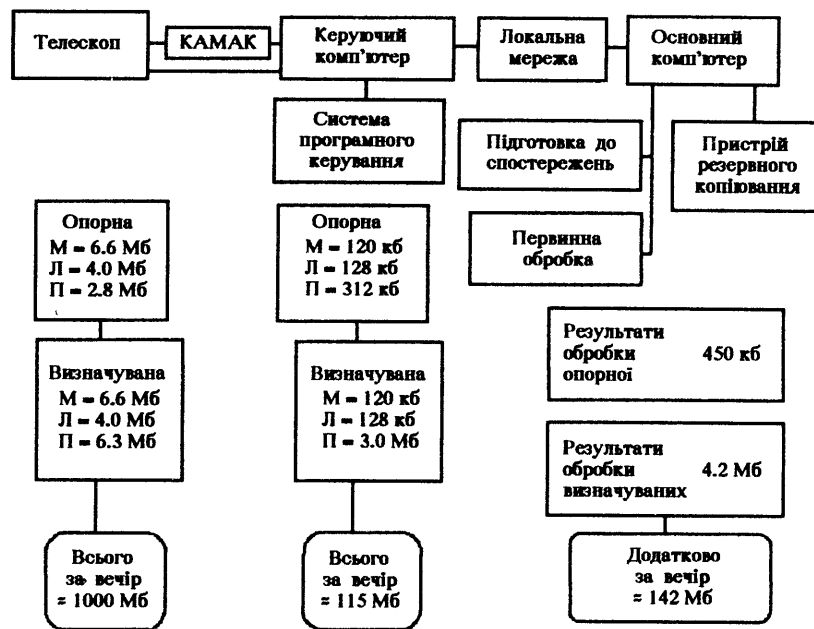 Телескоп
КАМАК
Керуючий
комп'ютер
Локальна
мережа
Основний
комп'ютер
Система
програмного
керування
Підготовка до
спостережень
Пристрій
резервного
копіювання
Первинна
обробка
Опорна
М = 6.6 Мб
Л = 4.0 Мб
П = 2.8 Мб
Опорна
М = 120 кб
Л = 128 кб
П = 312 кб
Визначувана
М = 6.6 Мб
Л = 4.0 Мб
П = 6.3 Мб
Визначувана
М = 120 кб
Л = 128 кб
П = 3.0 Мб
Результати
обробки 450 кб
опорної
Результати
обробки 4.2 Мб
визначуваних
Всього
за вечір
≈ 1000 Мб
Всього
за вечір
≈ 115 Мб
Додатково
за вечір
≈ 142 Мб